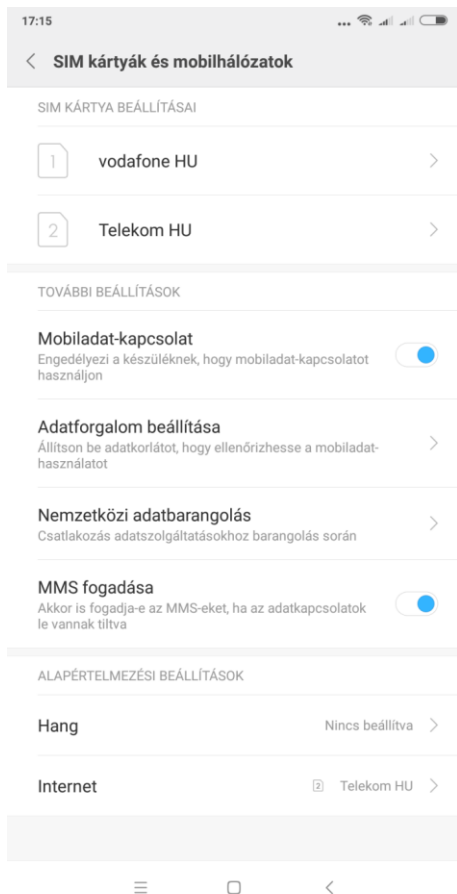 17:15
SIM kártyák és mobilhálózatok
SIM KÁRTYA BEÁLLÍTÁSAI
1 vodafone HU
2 Telekom HU
TOVÁBBI BEÁLLÍTÁSOK
Mobiladat-kapcsolat
Engedélyezi a készüléknek, hogy mobiladat-kapcsolatot
használjon
Adatforgalom beállítása
Állítson be adatkorlátot, hogy ellenőrizhesse a mobiladat-
használatot
Nemzetközi adatbarangolás
Csatlakozás adatszolgáltatásokhoz barangolás során
MMS fogadása
Akkor is fogadja-e az MMS-eket, ha az adatkapcsolatok
le vannak tiltva
ALAPÉRTELMEZÉSI BEÁLLÍTÁSOK
Hang Nincs beállítva
Internet 2 Telekom HU